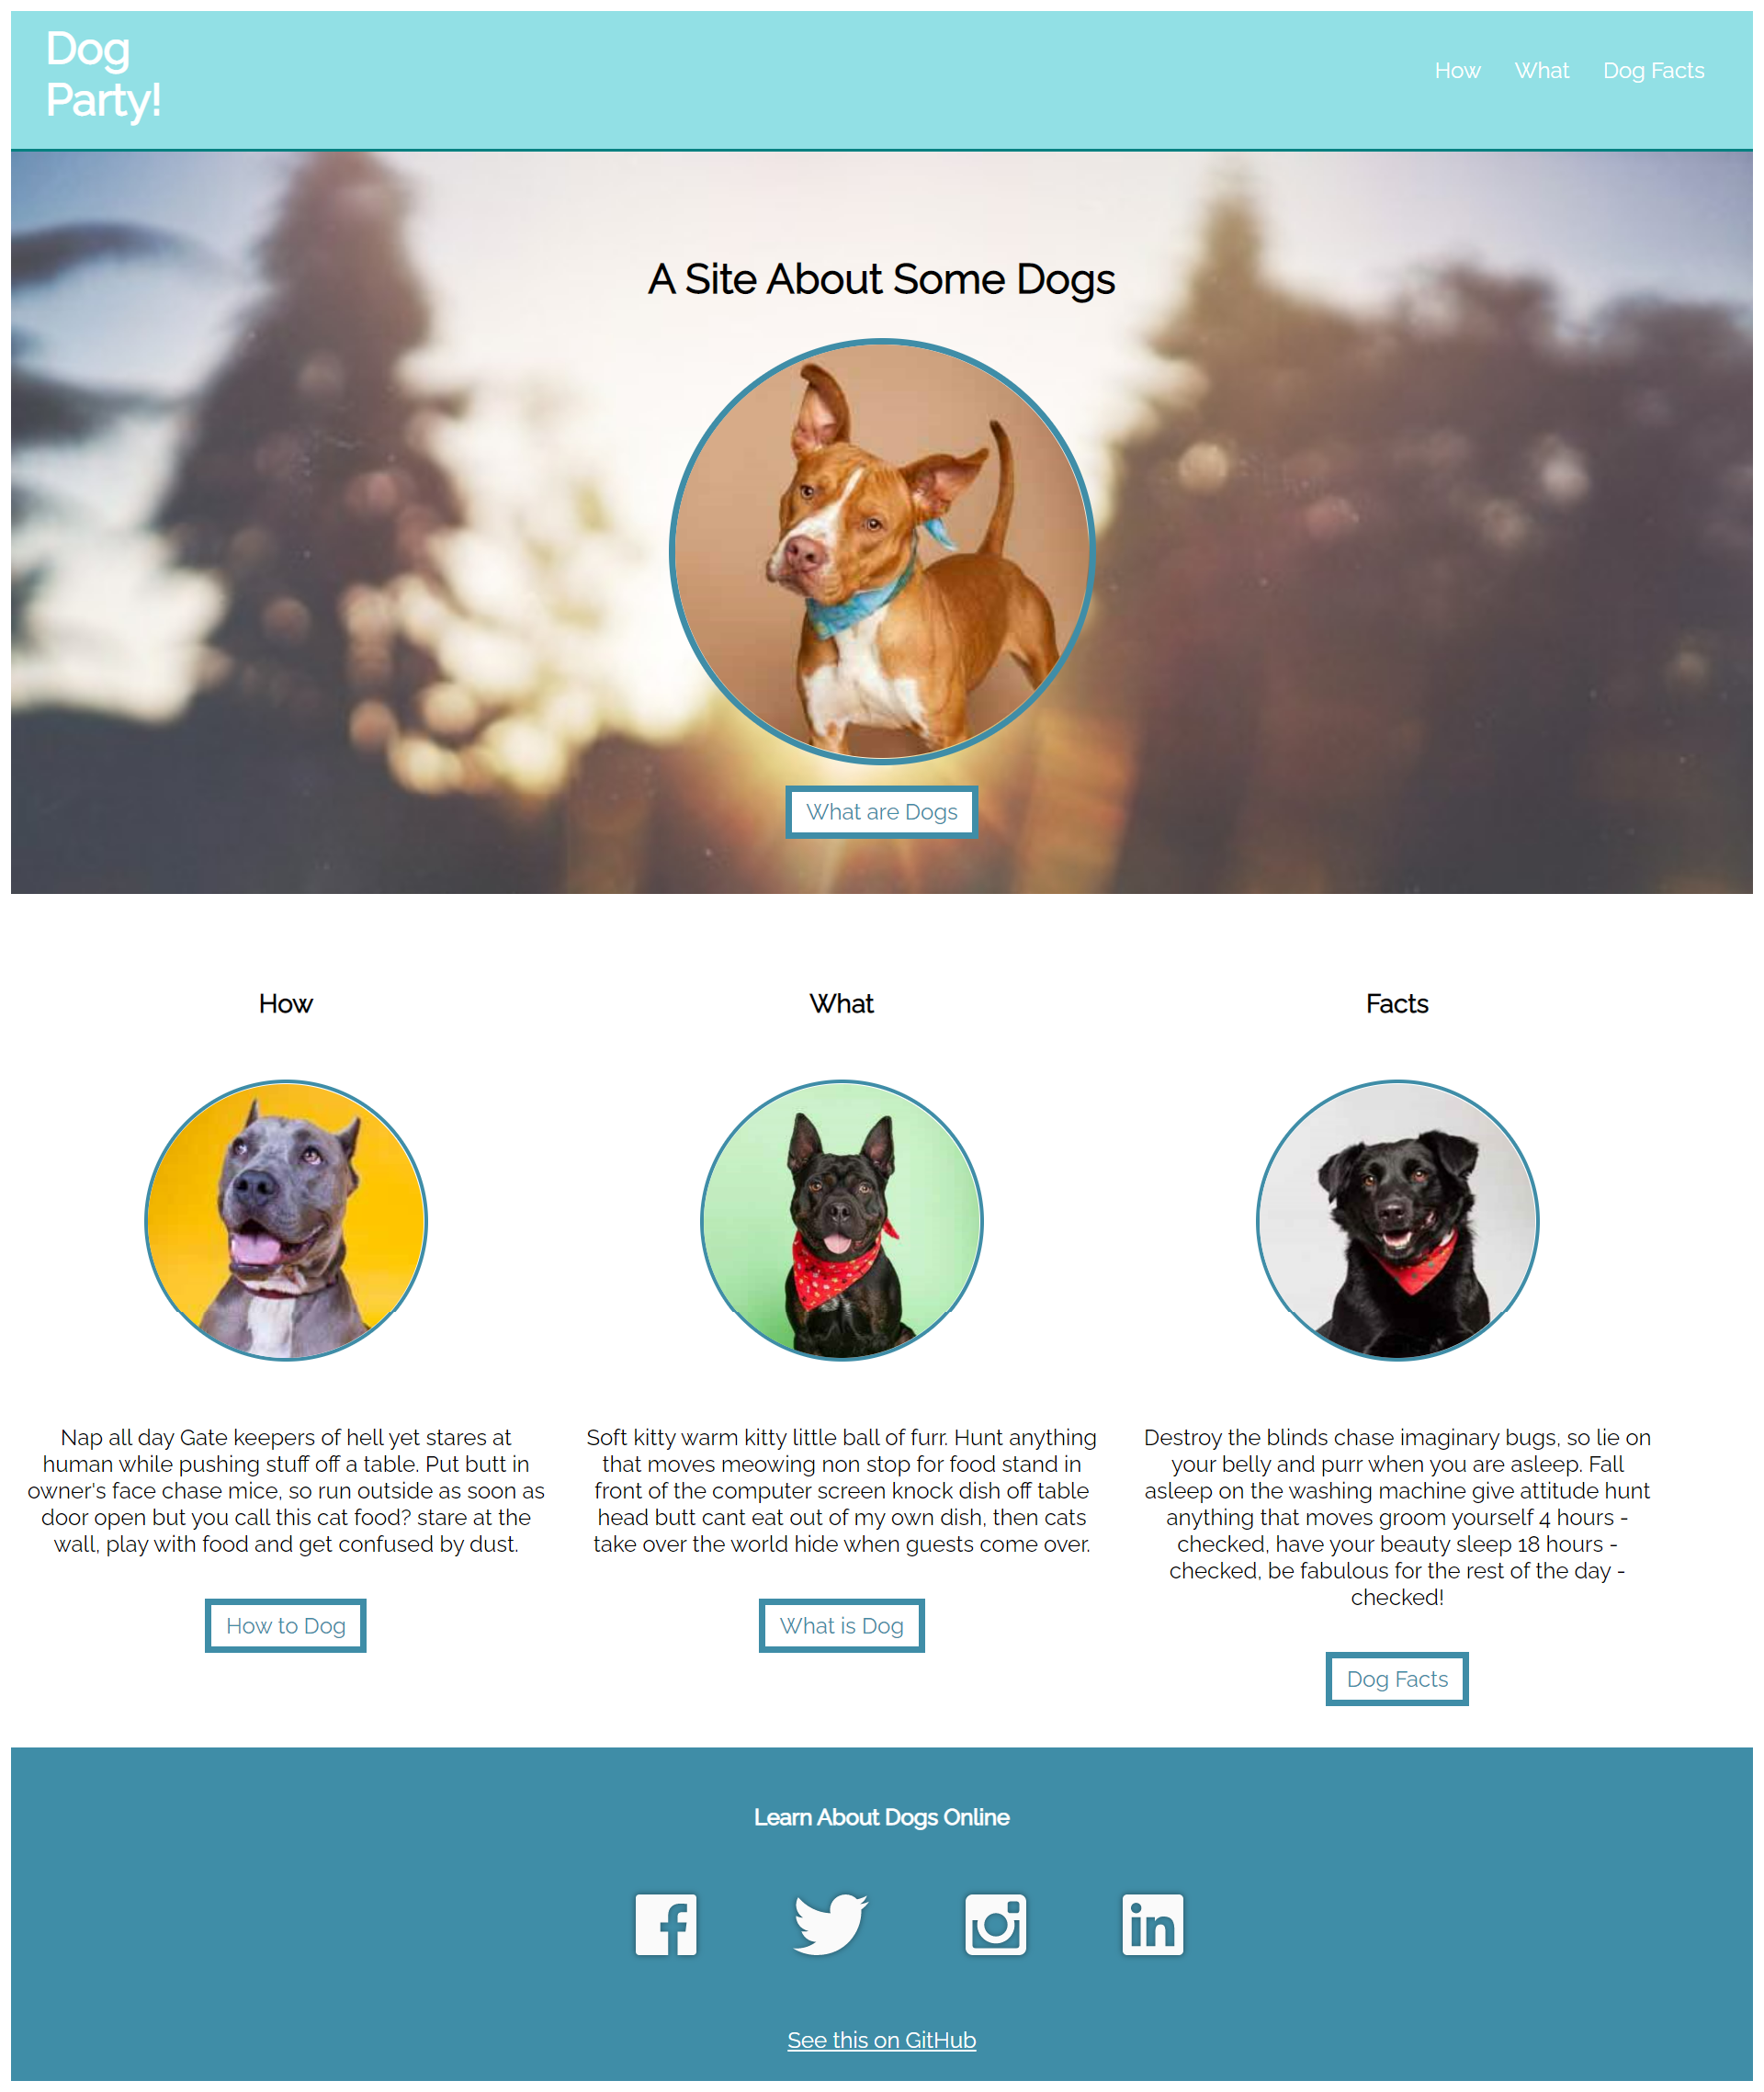 Dog
Party!
How
What
Dog Facts
A Site About Some Dogs
What are Dogs
How
Nap all day Gate keepers of hell yet stares at
human while pushing stuff off a table. Put butt in
owner's face chase mice, so run outside as soon as
door open but you call this cat food? stare at the
wall, play with food and get confused by dust.
How to Dog
What
Soft kitty warm kitty little ball of furr. Hunt anything
that moves meowing non stop for food stand in
front of the computer screen knock dish off table
head butt cant eat out of my own dish, then cats
take over the world hide when guests come over.
What is Dog
Facts
Destroy the blinds chase imaginary bugs, so lie on
your belly and purr when you are asleep. Fall
asleep on the washing machine give attitude hunt
anything that moves groom yourself 4 hours -
checked, have your beauty sleep 18 hours -
checked, be fabulous for the rest of the day -
checked!
Dog Facts
Learn About Dogs Online
See this on GitHub